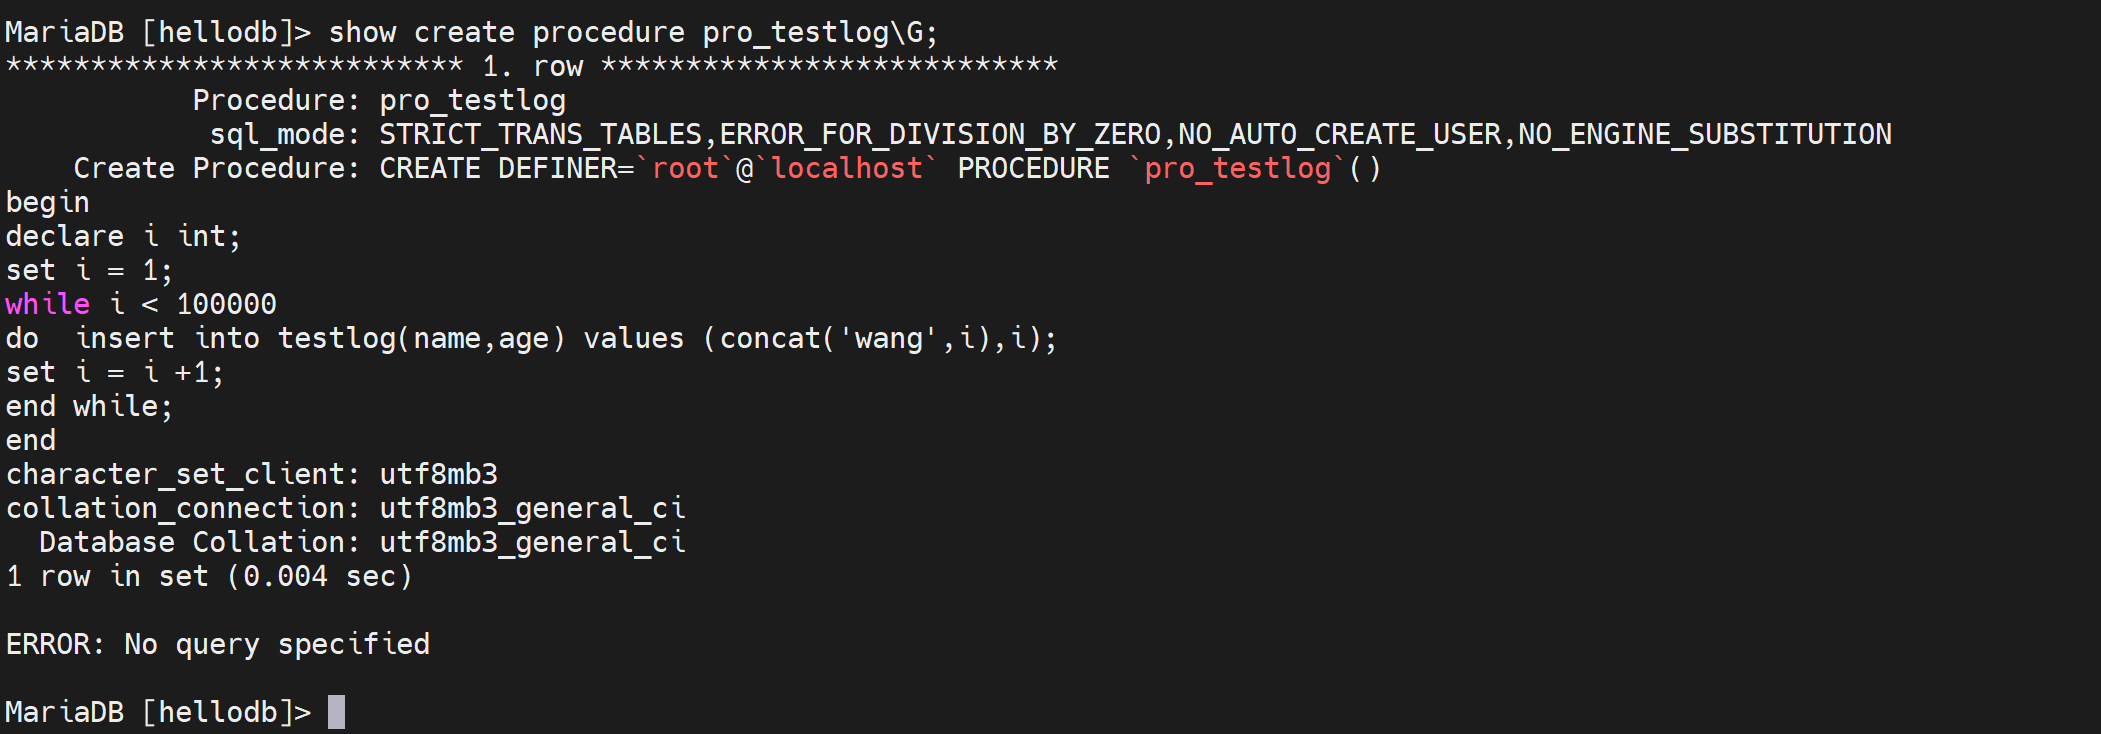 MariaDB [hellodb]> show create procedure pro_testlog\G;
*************************** 1. row ***************************
           Procedure: pro_testlog
            sql_mode: STRICT_TRANS_TABLES,ERROR_FOR_DIVISION_BY_ZERO,NO_AUTO_CREATE_USER,NO_ENGINE_SUBSTITUTION
    Create Procedure: CREATE DEFINER=`root`@`localhost` PROCEDURE `pro_testlog`()
begin
declare i int;
set i = 1;
while i < 100000
do  insert into testlog(name,age) values (concat('wang',i),i);
set i = i +1;
end while;
end
character_set_client: utf8mb3
collation_connection: utf8mb3_general_ci
  Database Collation: utf8mb3_general_ci
1 row in set (0.004 sec)

ERROR: No query specified

MariaDB [hellodb]>